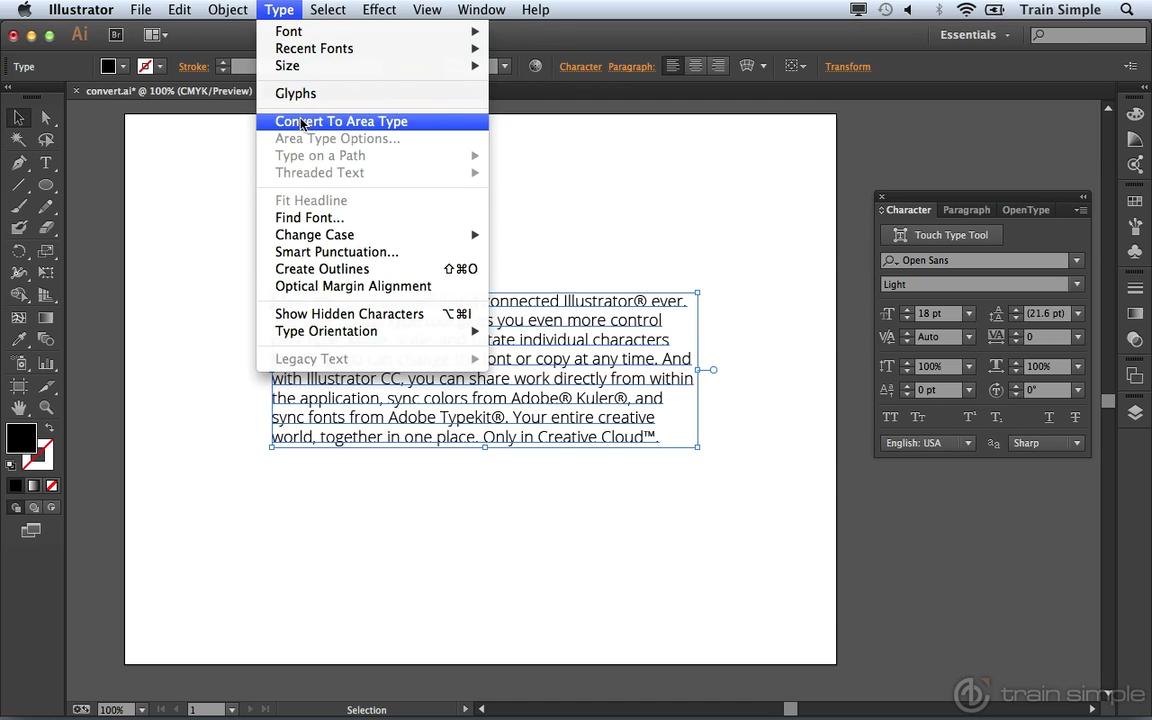 Illustrator File Edit Object Type Select Effect View Window Help Train Simple
Ai Br Essentials
Type Stroke: Character Paragraph: Transform
× convert.ai* @ 100% (CMYK/Preview)
Font
Recent Fonts
Size
Glyphs
Convert To Area Type
Area Type Options...
Type on a Path
Threaded Text
Fit Headline
Find Font...
Change Case
Smart Punctuation...
Create Outlines ⇧⌘O
Optical Margin Alignment
Show Hidden Characters ⌥⌘I
Type Orientation
Legacy Text
onnected Illustrator® ever.
s you even more control
tate individual characters
ont or copy at any time. And
with Illustrator CC, you can share work directly from within
the application, sync colors from Adobe® Kuler®, and
sync fonts from Adobe Typekit®. Your entire creative
world, together in one place. Only in Creative Cloud™.
Character Paragraph OpenType
Touch Type Tool
Open Sans
Light
18 pt (21.6 pt)
Auto 0
100% 100%
0 pt 0°
English: USA Sharp
100% 1 Selection
train simple